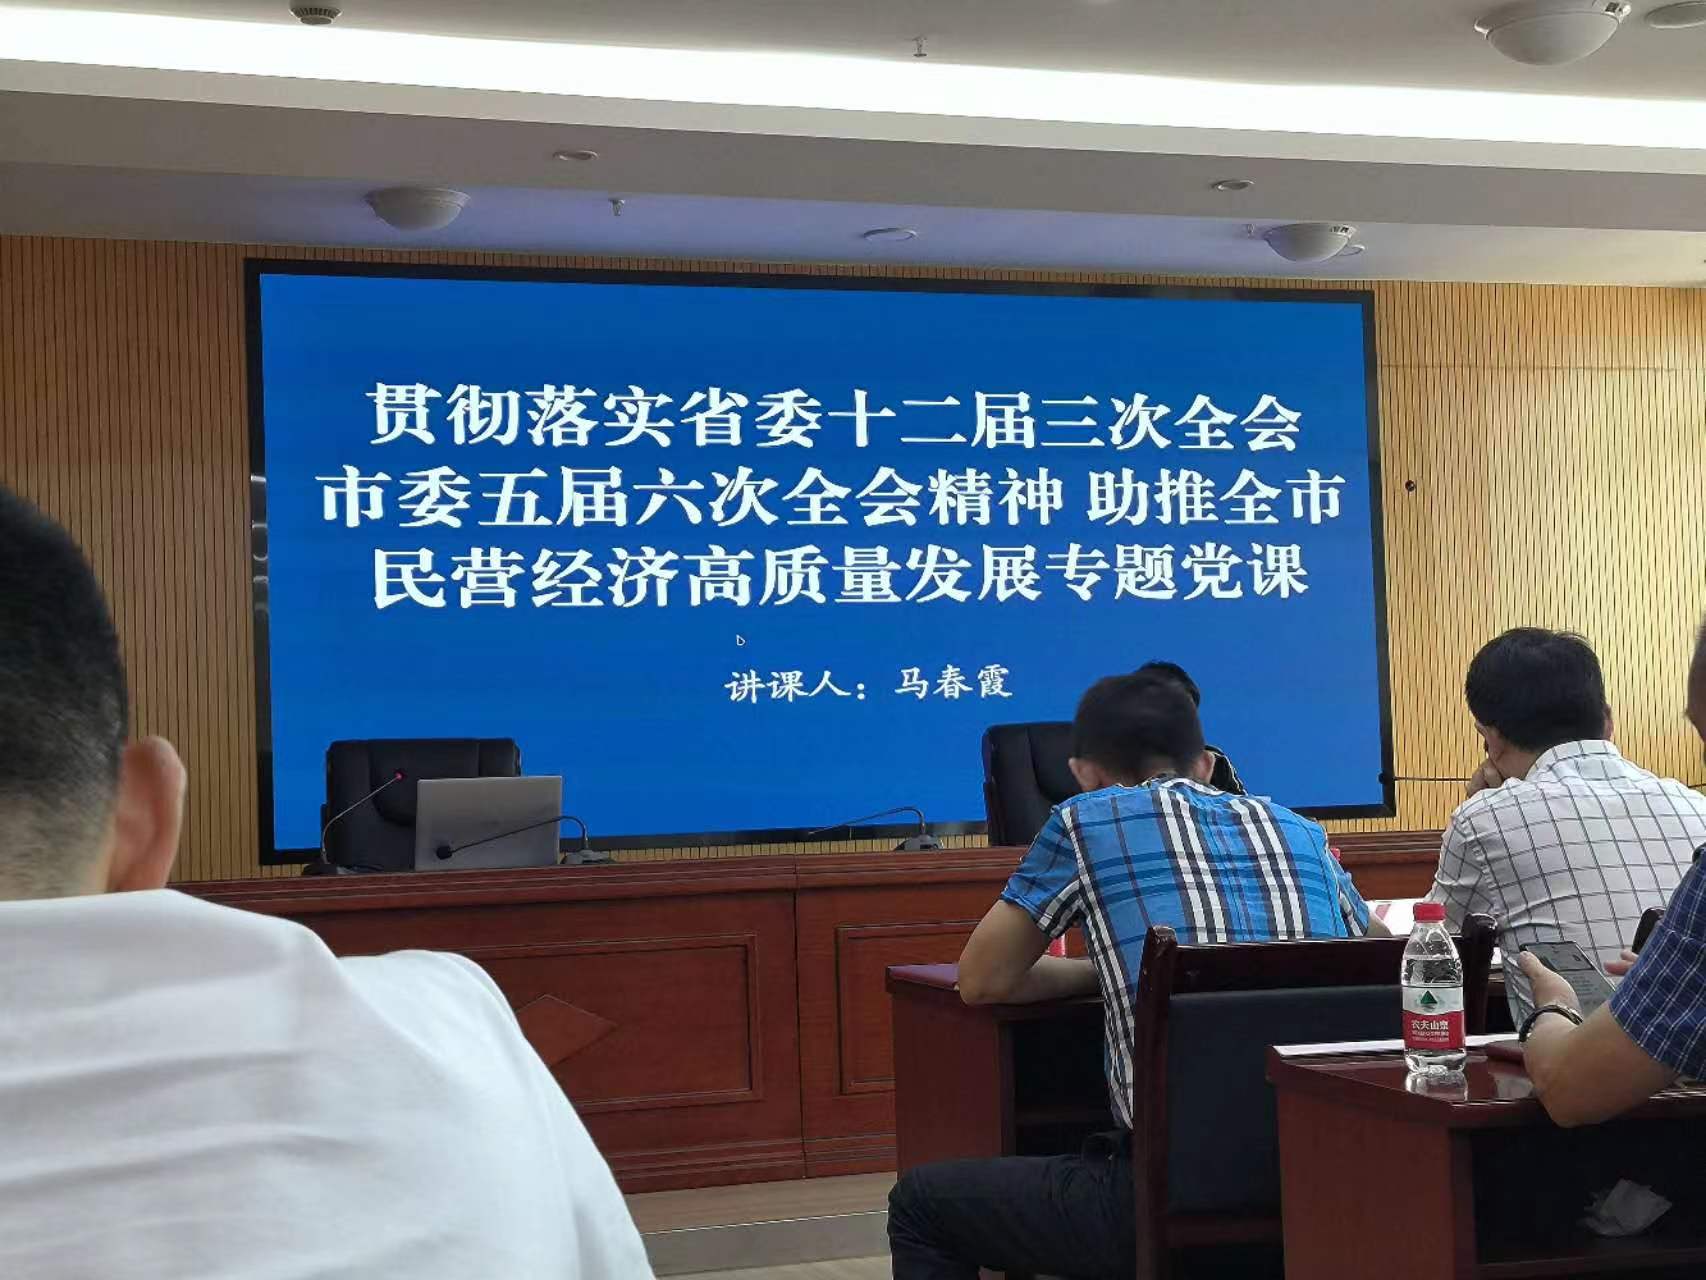 贯彻落实省委十二届三次全会
市委五届六次全会精神 助推全市
民营经济高质量发展专题党课
讲课人：马春霞
农夫山泉